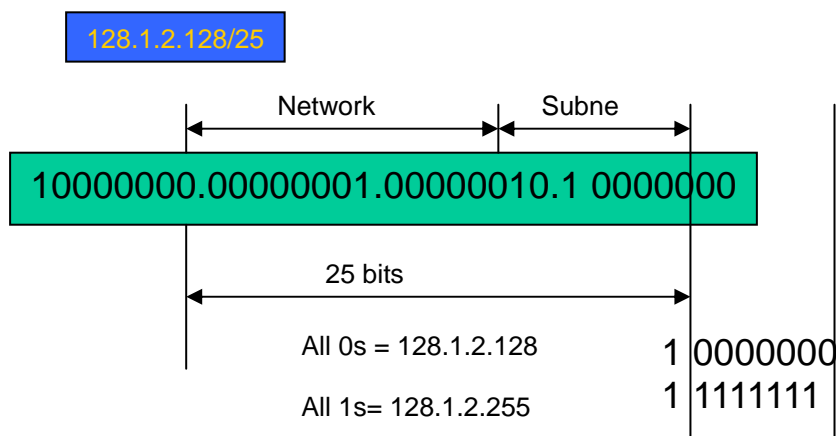 128.1.2.128/25
Network Subne
10000000.00000001.00000010.1 0000000
25 bits
All 0s = 128.1.2.128
1 0000000
All 1s= 128.1.2.255
1 1111111